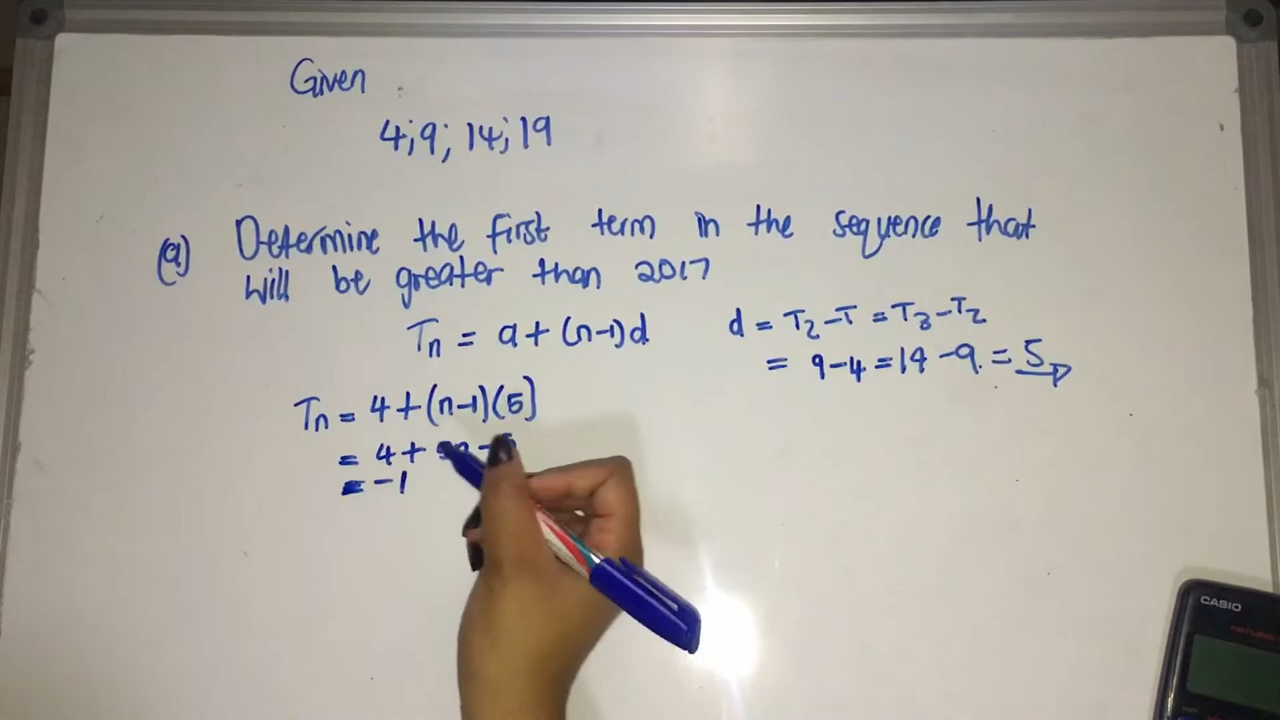 Given
4; 9; 14; 19
(a) Determine the first term in the sequence that
will be greater than 2017
Tn = a + (n-1)d
d = T2 - T = T3 - T2
= 9-4 = 14 - 9 = 5
Tn = 4 + (n-1)(5)
= 4 +
= -1
CASIO